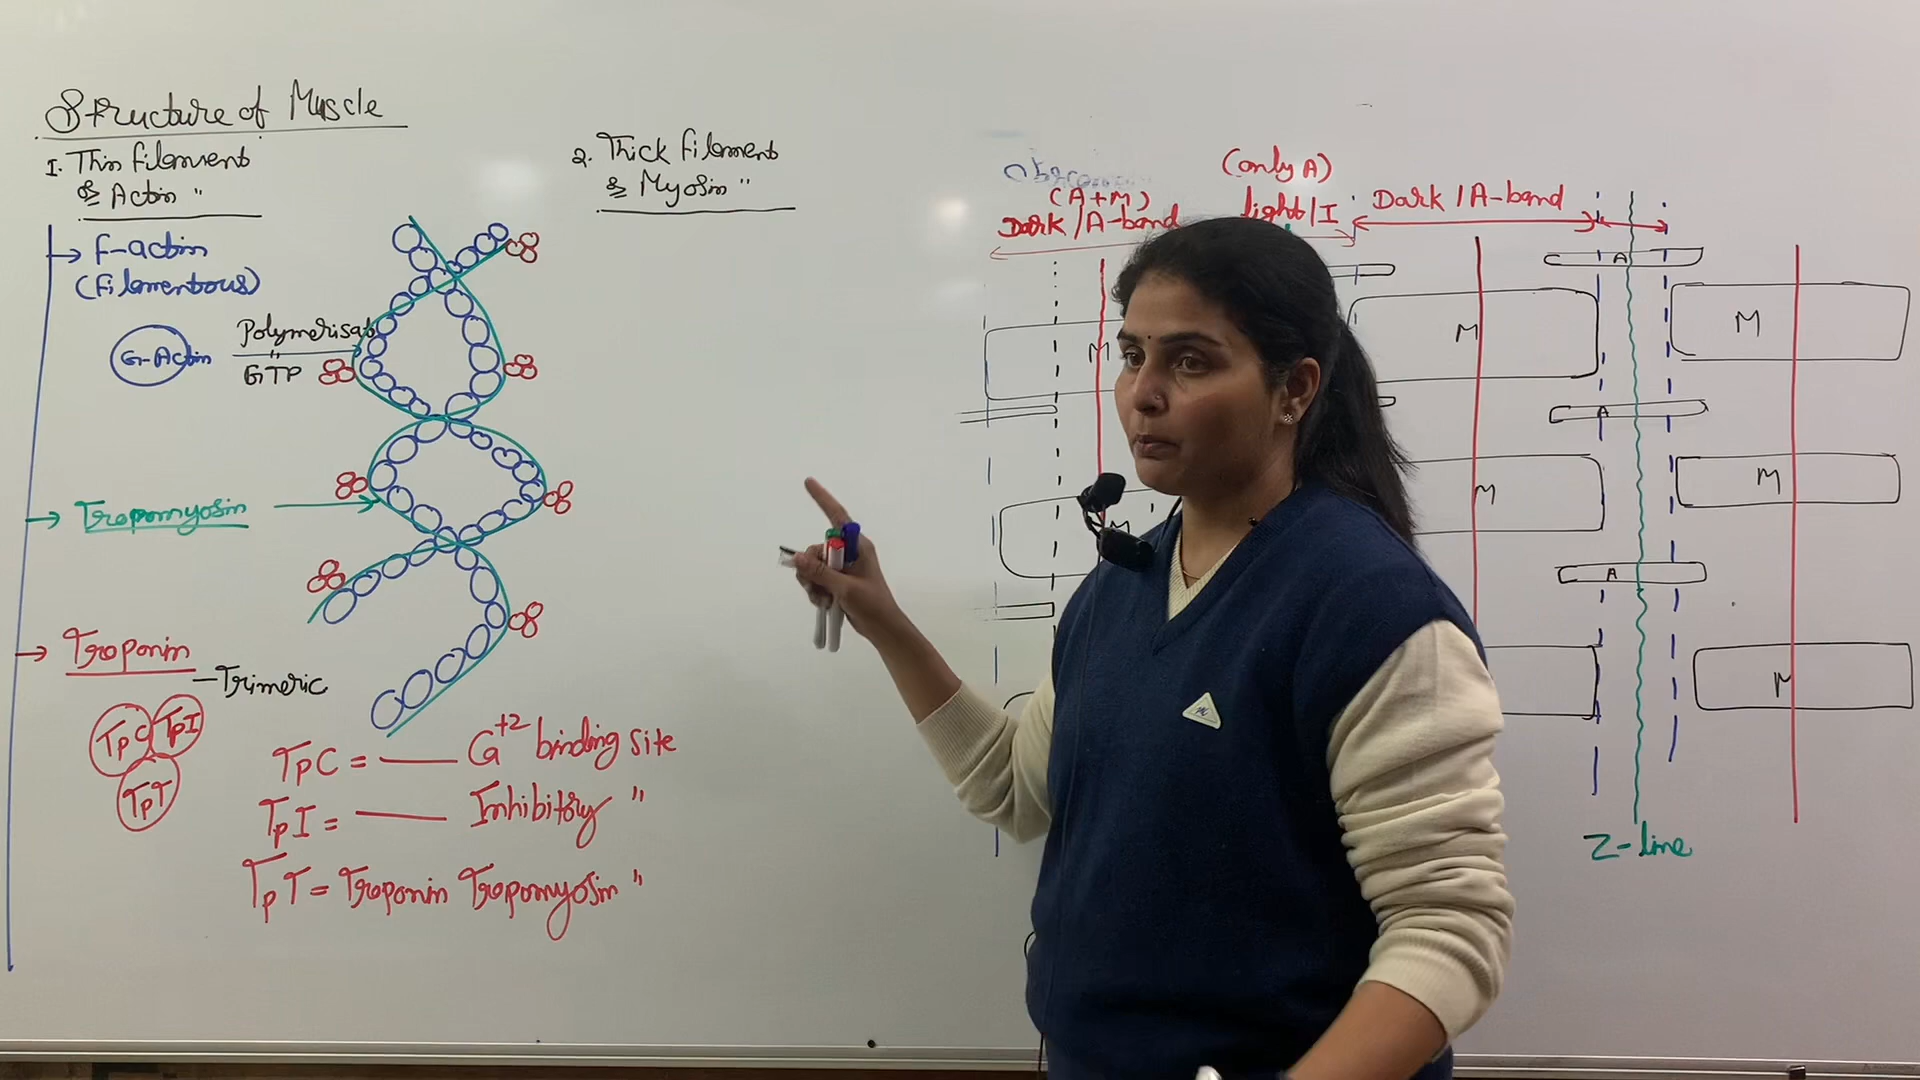 Structure of Muscle
1. Thin filament
or Actin "
→ F-actin
(Filamentous)
G-Actin
Polymerisat
GTP
→ Tropomyosin
→ Troponin
- Trimeric
TpC TpI
TpT
TpC = — Ca+2 binding site
TpI = — Inhibitory "
TpT = Troponin Tropomyosin "
2. Thick filament
or Myosin "
(A+M)
Dark/A-band
(only A)
light/I
Dark/A-band
A
M
M
M
A
M
M
M
A
M
Z-line